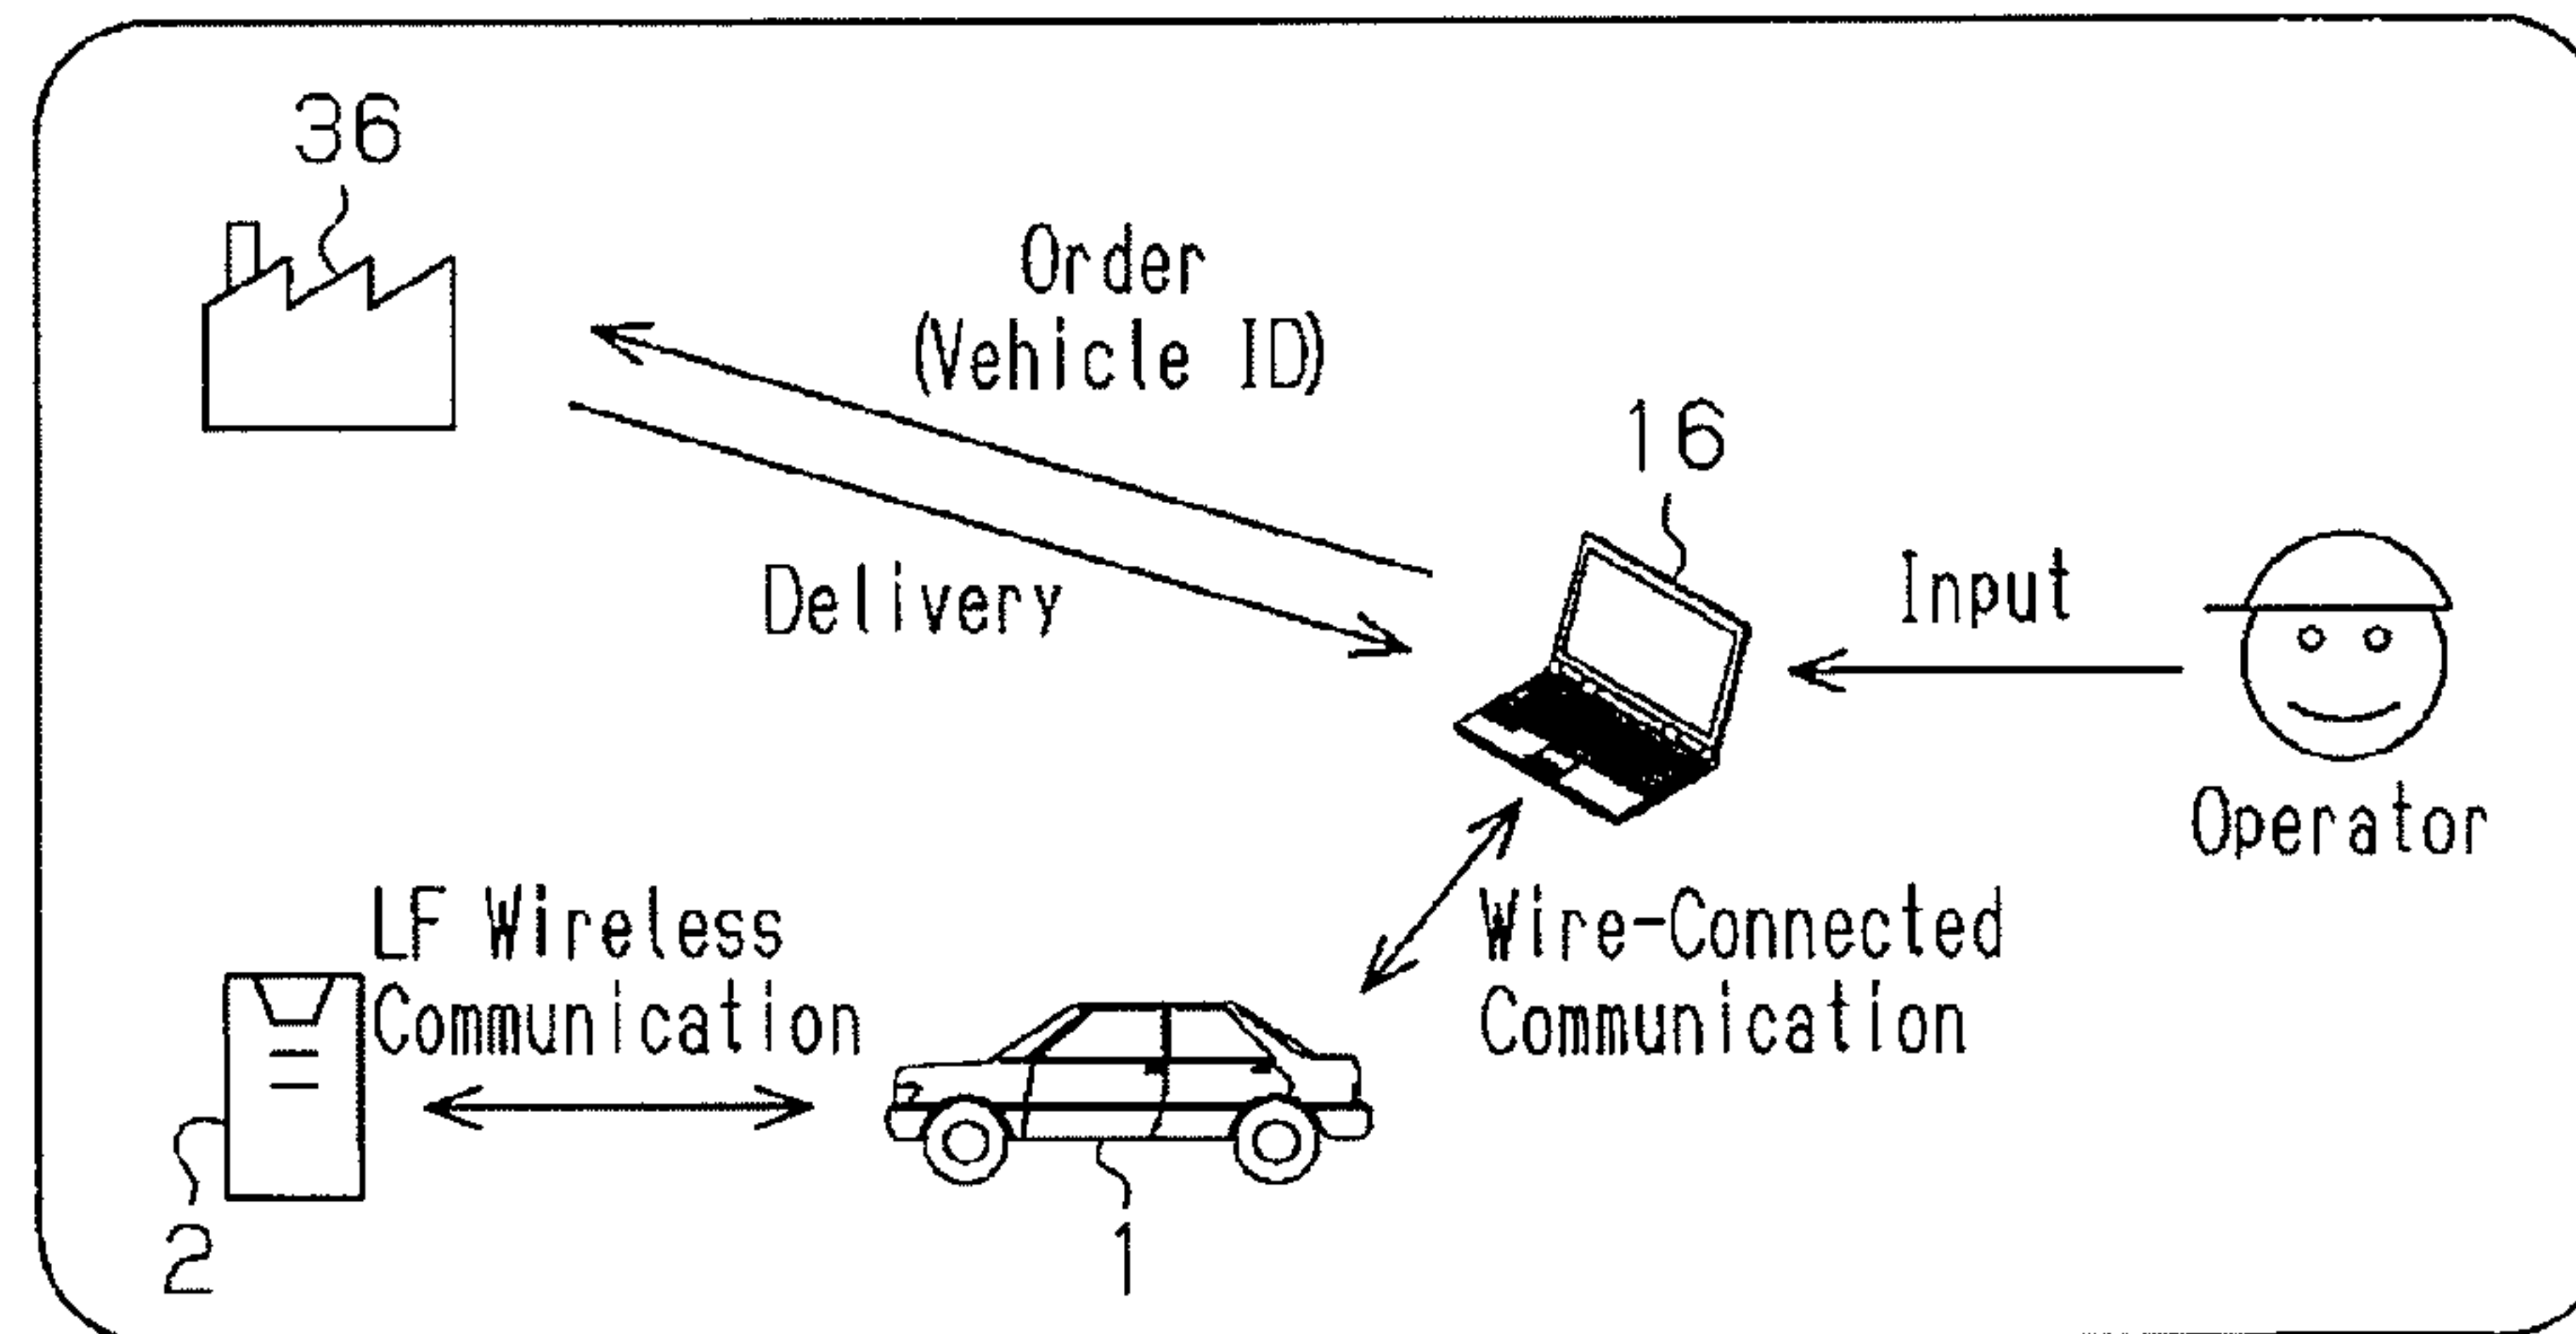 36
Order
(Vehicle ID)
16
Delivery
Input
Operator
LF Wireless
Communication
Wire-Connected
Communication
2
1